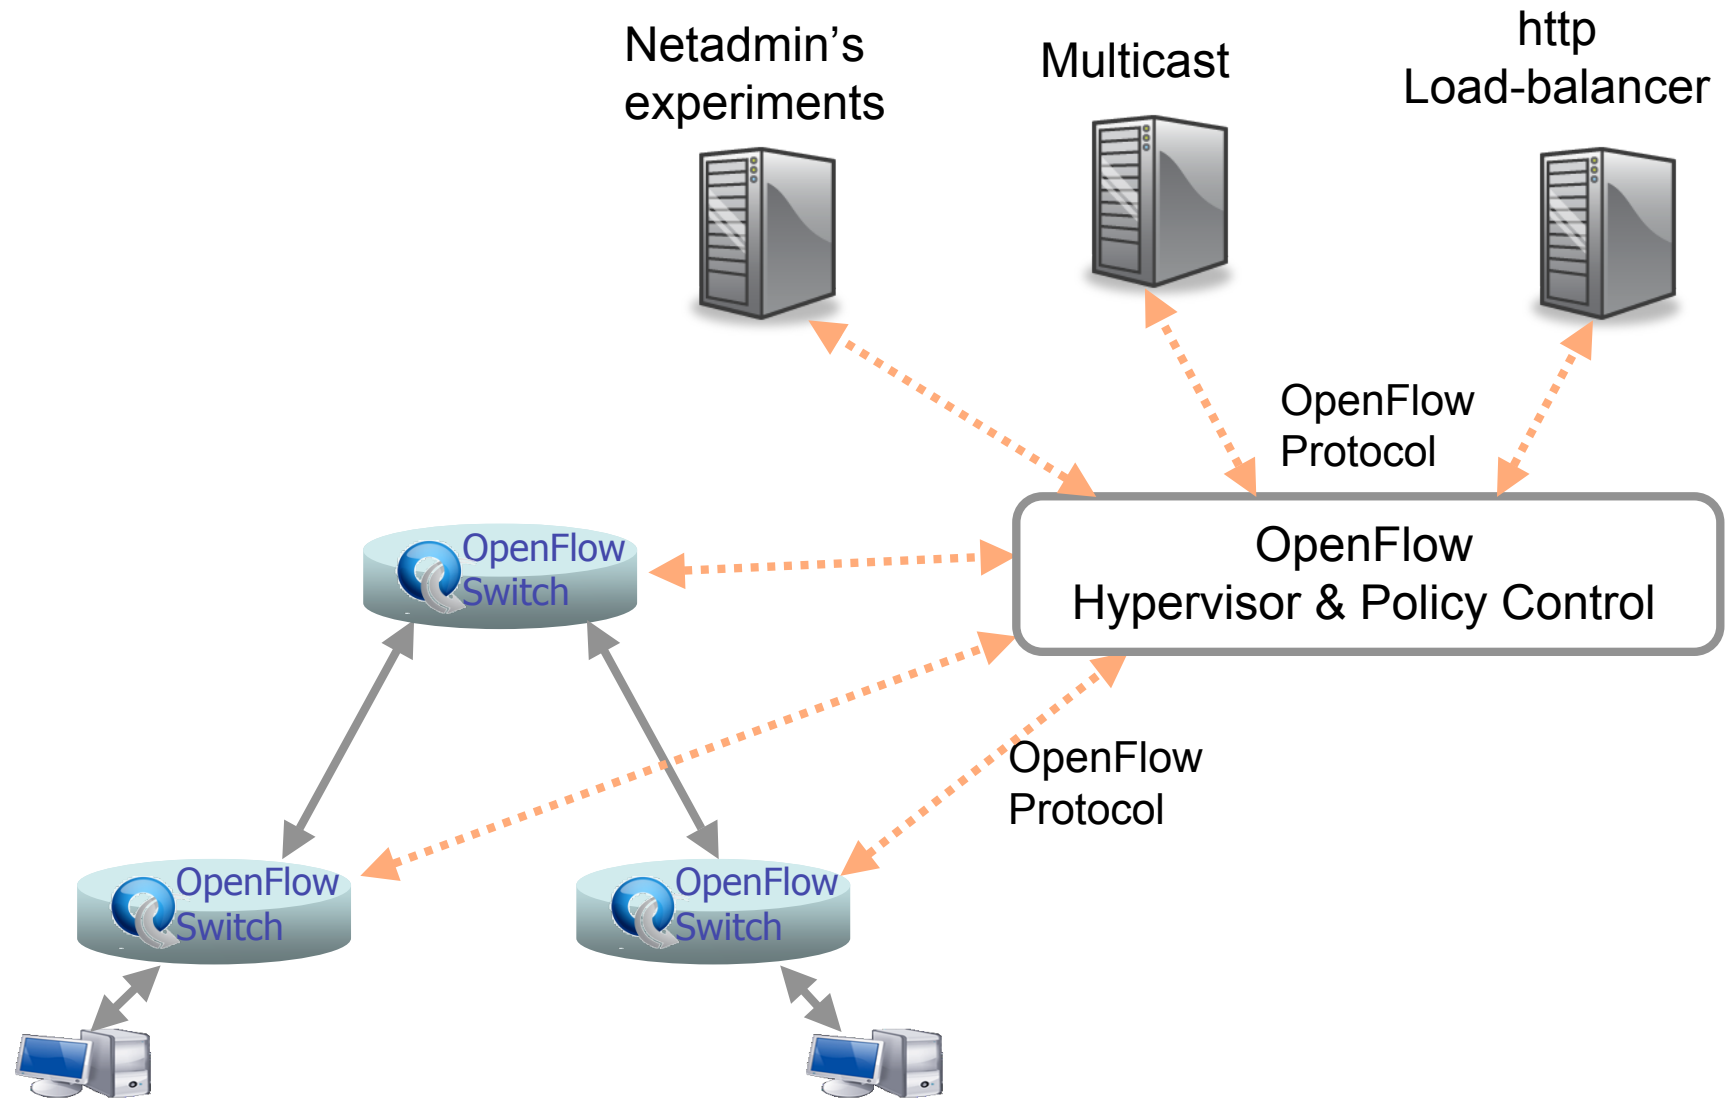 Netadmin’s
experiments
Multicast
http
Load-balancer
OpenFlow
Protocol
OpenFlow
Hypervisor & Policy Control
OpenFlow
Switch
OpenFlow
Protocol
OpenFlow
Switch
OpenFlow
Switch